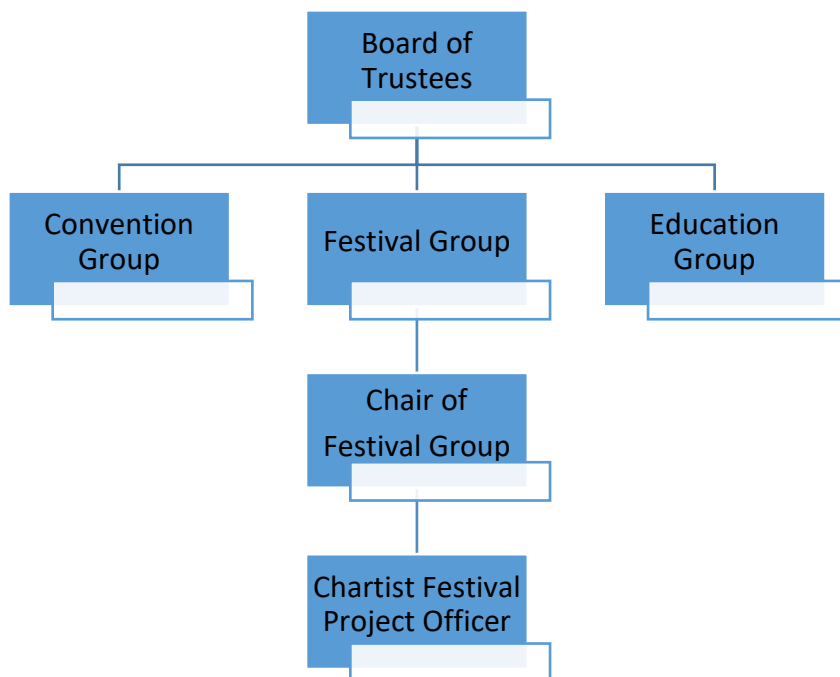 Board of
Trustees
Convention
Group
Festival Group
Education
Group
Chair of
Festival Group
Chartist Festival
Project Officer